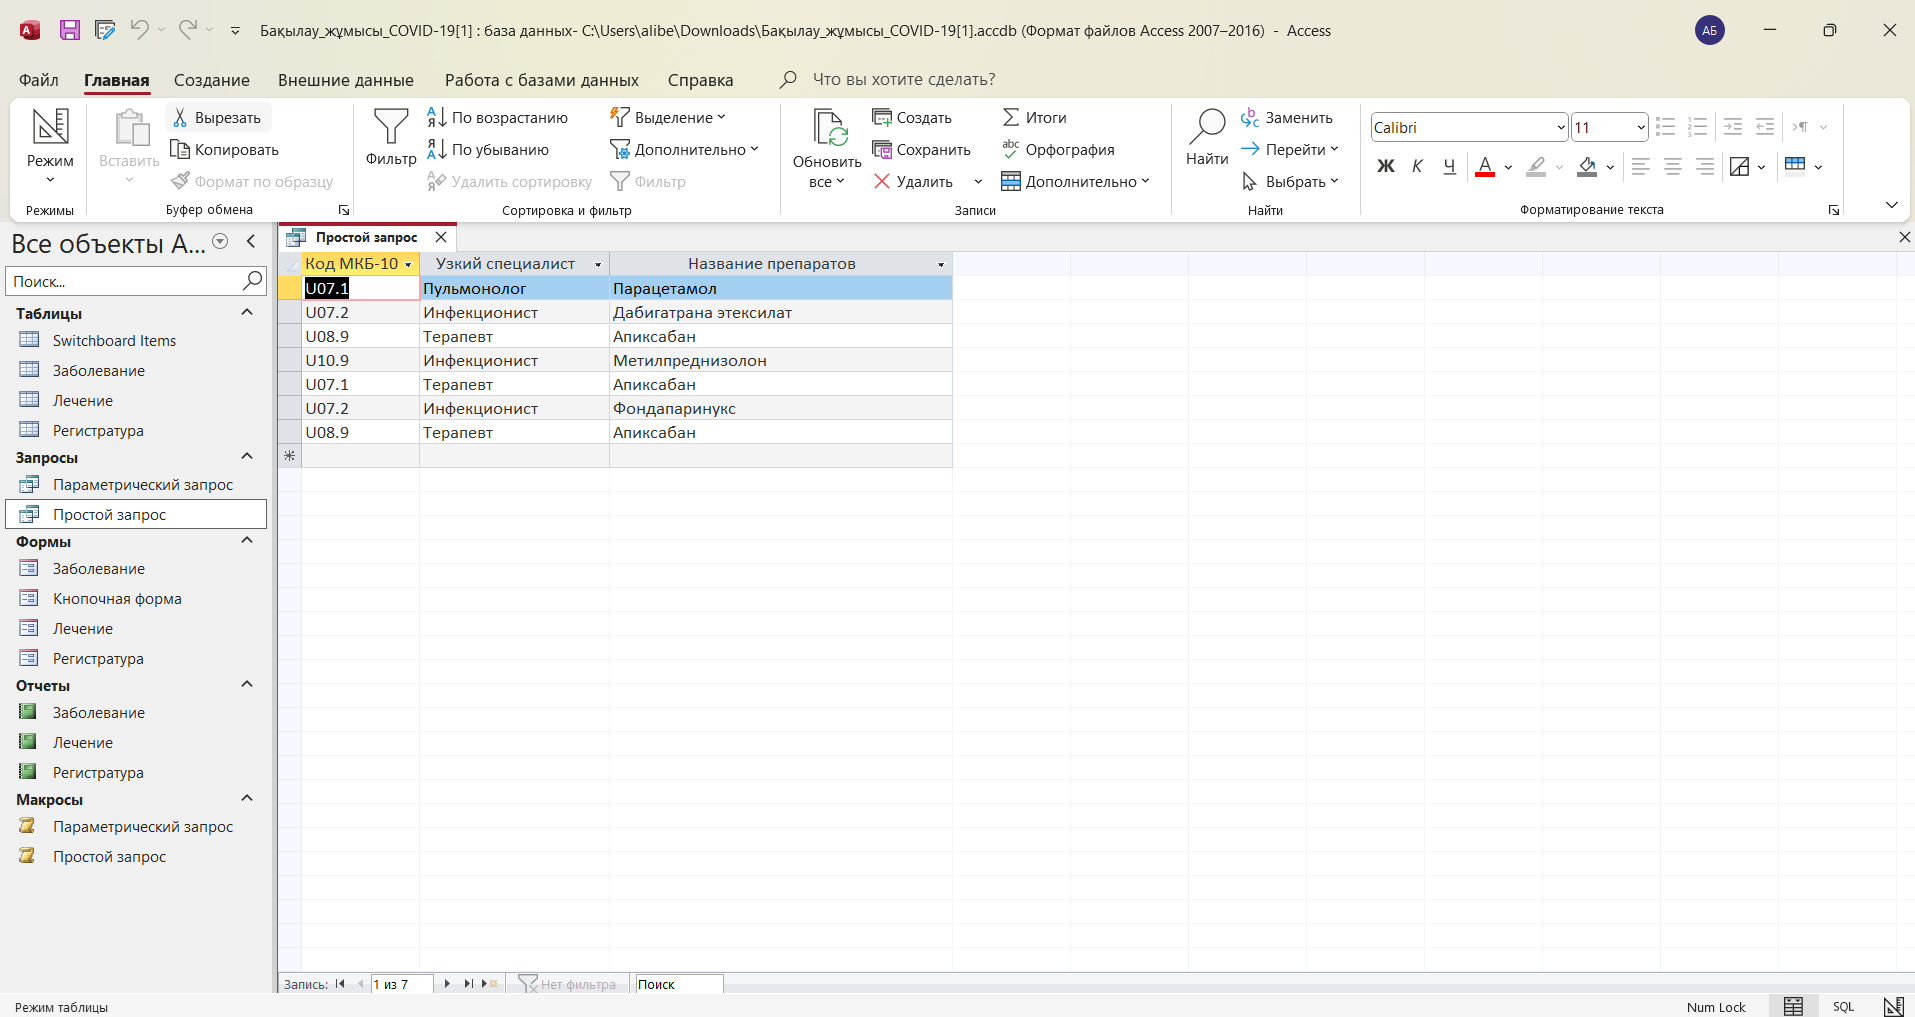 Бақылау_жұмысы_COVID-19[1] : база данных- C:\Users\alibe\Downloads\Бақылау_жұмысы_COVID-19[1].accdb (Формат файлов Access 2007–2016) - Access
АБ
Файл Главная Создание Внешние данные Работа с базами данных Справка Что вы хотите сделать?
Режим
Режимы
Вставить
Вырезать
Копировать
Формат по образцу
Буфер обмена
Фильтр
По возрастанию
По убыванию
Удалить сортировку
Выделение
Дополнительно
Фильтр
Сортировка и фильтр
Обновить
все
Создать
Сохранить
Удалить
Итоги
Орфография
Дополнительно
Записи
Найти
Заменить
Перейти
Выбрать
Найти
Calibri 11
Ж К Ч А
Форматирование текста
Все объекты A...
Поиск...
Таблицы
Switchboard Items
Заболевание
Лечение
Регистратура
Запросы
Параметрический запрос
Простой запрос
Формы
Заболевание
Кнопочная форма
Лечение
Регистратура
Отчеты
Заболевание
Лечение
Регистратура
Макросы
Параметрический запрос
Простой запрос
Простой запрос
Код МКБ-10 Узкий специалист Название препаратов
U07.1 Пульмонолог Парацетамол
U07.2 Инфекционист Дабигатрана этексилат
U08.9 Терапевт Апиксабан
U10.9 Инфекционист Метилпреднизолон
U07.1 Терапевт Апиксабан
U07.2 Инфекционист Фондапаринукс
U08.9 Терапевт Апиксабан
Запись: 1 из 7 Нет фильтра Поиск
Режим таблицы Num Lock SQL